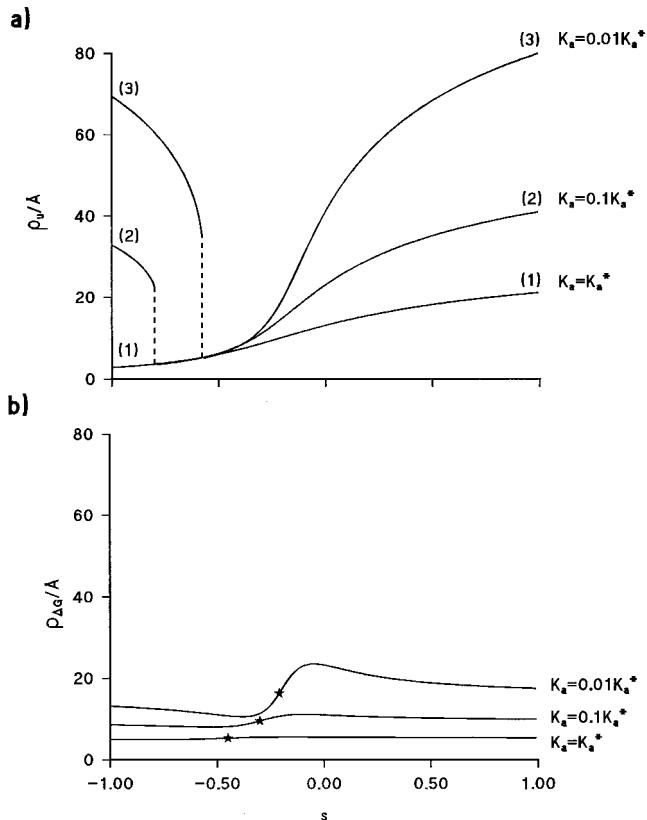 a)
80
60
40
20
0
ρu/Å
(3)
(2)
(1)
(3)
(2)
(1)
Ka=0.01Ka*
Ka=0.1Ka*
Ka=Ka*
b)
80
60
40
20
0
ρΔG/Å
Ka=0.01Ka*
Ka=0.1Ka*
Ka=Ka*
−1.00
−0.50
0.00
0.50
1.00
s